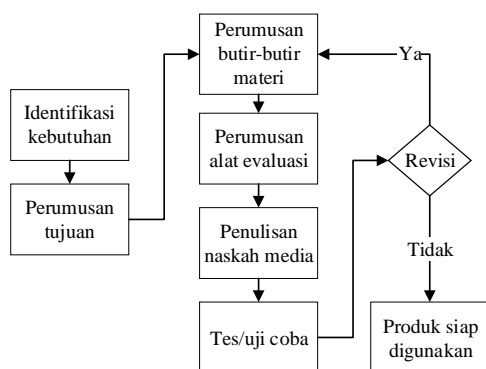 Identifikasi
kebutuhan
Perumusan
tujuan
Perumusan
butir-butir
materi
Perumusan
alat evaluasi
Penulisan
naskah media
Tes/uji coba
Revisi
Ya
Tidak
Produk siap
digunakan